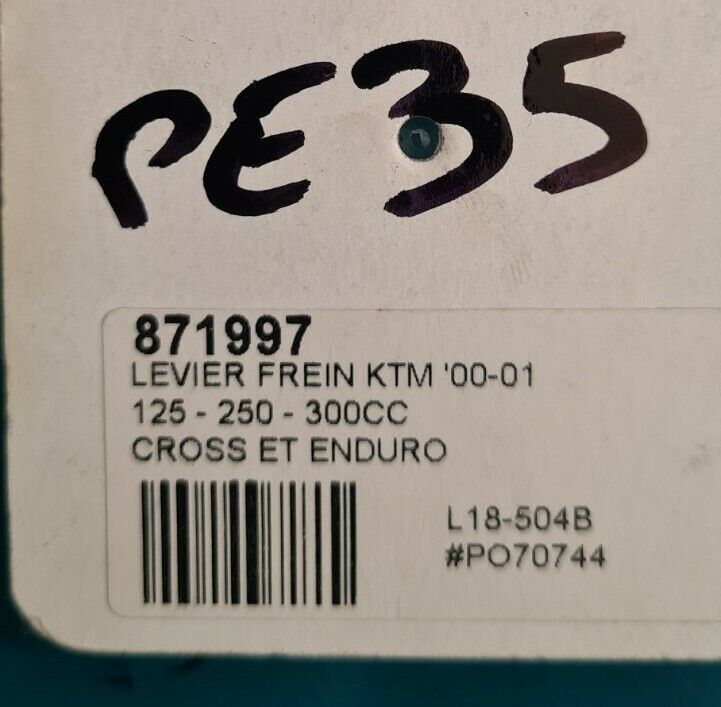 PE35
871997
LEVIER FREIN KTM '00-01
125 - 250 - 300CC
CROSS ET ENDURO
L18-504B
#PO70744